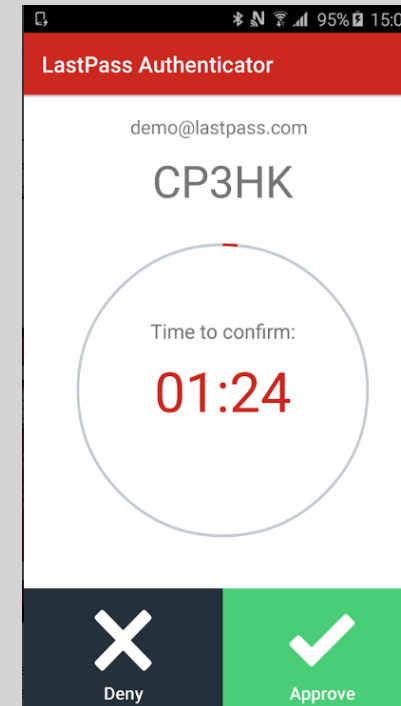 95% 15:0
LastPass Authenticator
demo@lastpass.com
CP3HK
Time to confirm:
01:24
Deny
Approve